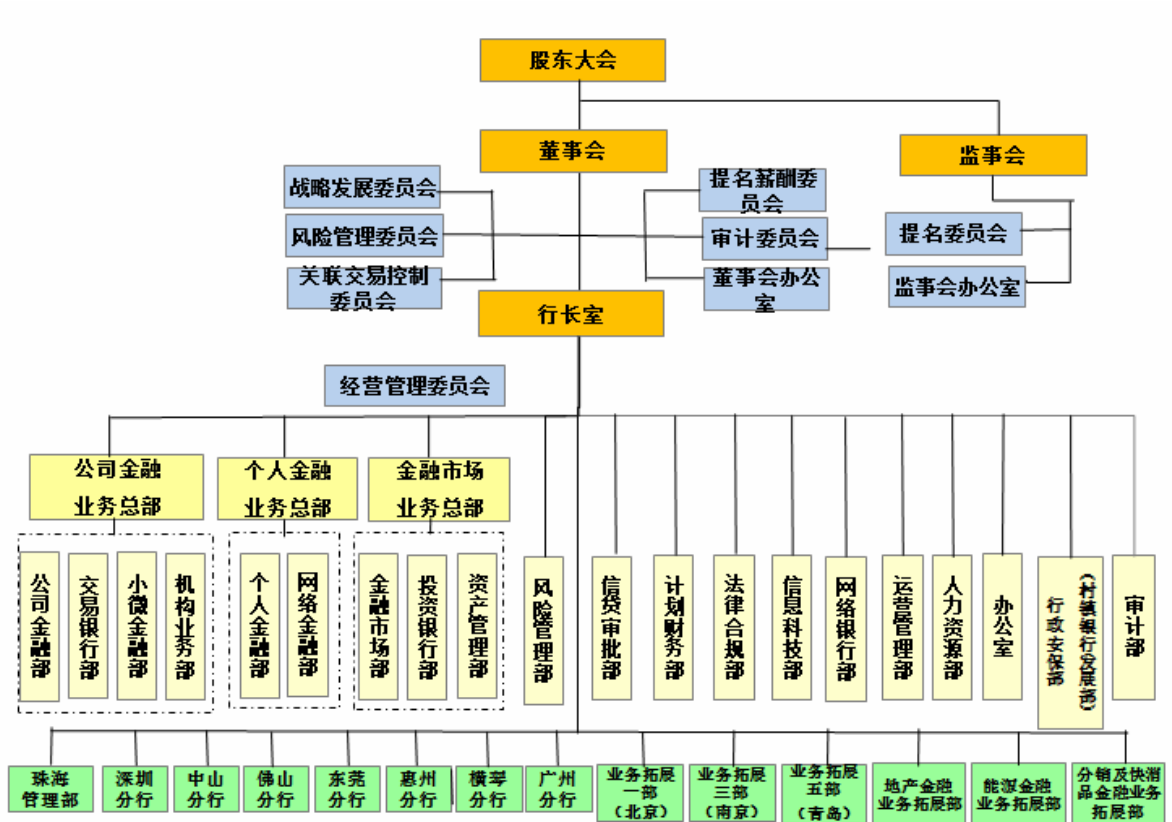 股东大会
董事会
监事会
战略发展委员会
提名薪酬委
员会
风险管理委员会
审计委员会
提名委员会
关联交易控制
委员会
董事会办公
室
监事会办公室
行长室
经营管理委员会
公司金融
业务总部
个人金融
业务总部
金融市场
业务总部
公司金融部
交易银行部
小微金融部
机构业务部
个人金融部
网络金融部
金融市场部
投资银行部
资产管理部
风险管理部
信贷审批部
计划财务部
法律合规部
信息科技部
网络银行部
运营管理部
人力资源部
办公室
行政安保部
（村镇银行发展部）
审计部
珠海
管理部
深圳
分行
中山
分行
佛山
分行
东莞
分行
惠州
分行
横琴
分行
广州
分行
业务拓展
一部
（北京）
业务拓展
三部
（南京）
业务拓展
五部
（青岛）
地产金融
业务拓展部
能源金融
业务拓展部
分销及快消
品金融业务
拓展部